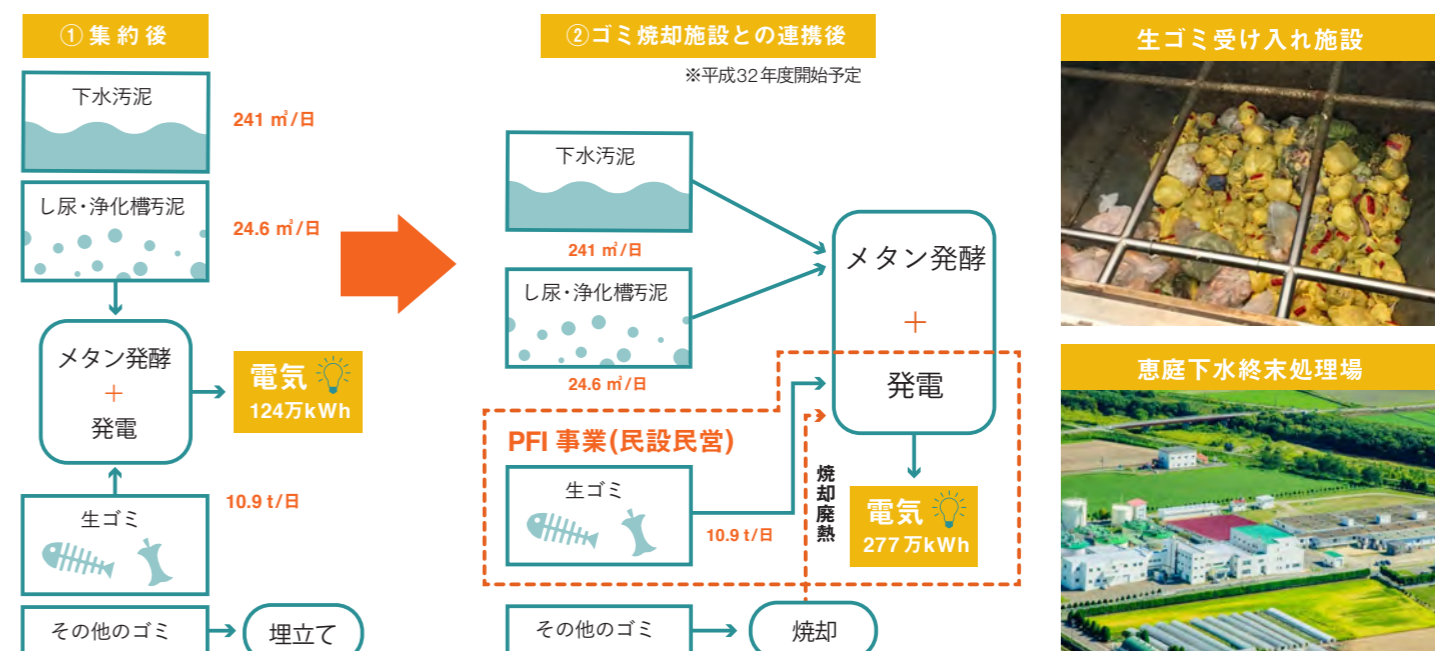 ①集約後
下水汚泥
241 ㎥/日
し尿・浄化槽汚泥
24.6 ㎥/日
メタン発酵
+
発電
電気
124万kWh
生ゴミ
10.9 t/日
その他のゴミ
埋立て
②ゴミ焼却施設との連携後
※平成32年度開始予定
下水汚泥
241 ㎥/日
し尿・浄化槽汚泥
24.6 ㎥/日
メタン発酵
+
発電
PFI 事業(民設民営)
生ゴミ
10.9 t/日
焼却廃熱
電気
277万kWh
その他のゴミ
焼却
生ゴミ受け入れ施設
恵庭下水終末処理場